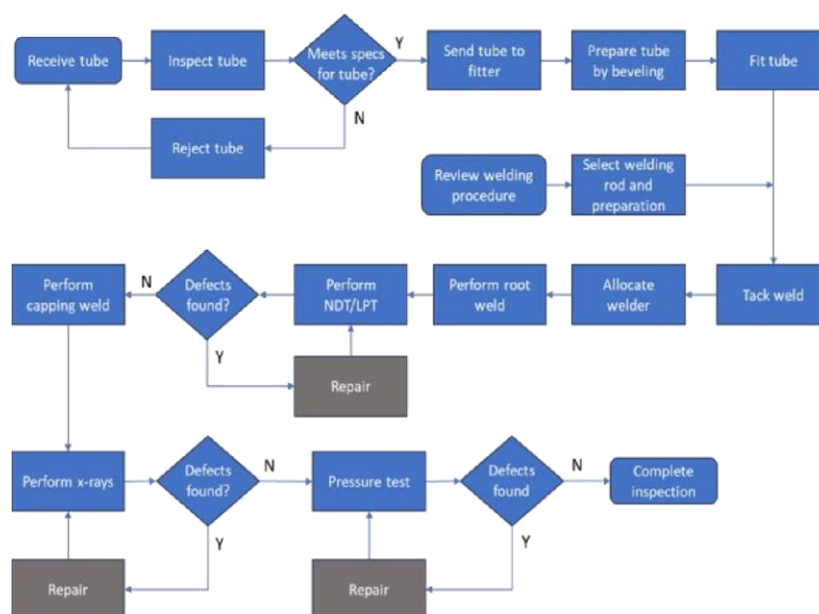 Receive tube
Inspect tube
Meets specs
for tube?
Y
Send tube to
fitter
Prepare tube
by beveling
Fit tube
N
Reject tube
Review welding
procedure
Select welding
rod and
preparation
Perform
capping weld
N
Defects
found?
Perform
NDT/LPT
Perform root
weld
Allocate
welder
Tack weld
Y
Repair
Perform x-rays
Defects
found?
N
Pressure test
Defects
found
N
Complete
inspection
Y
Y
Repair
Repair